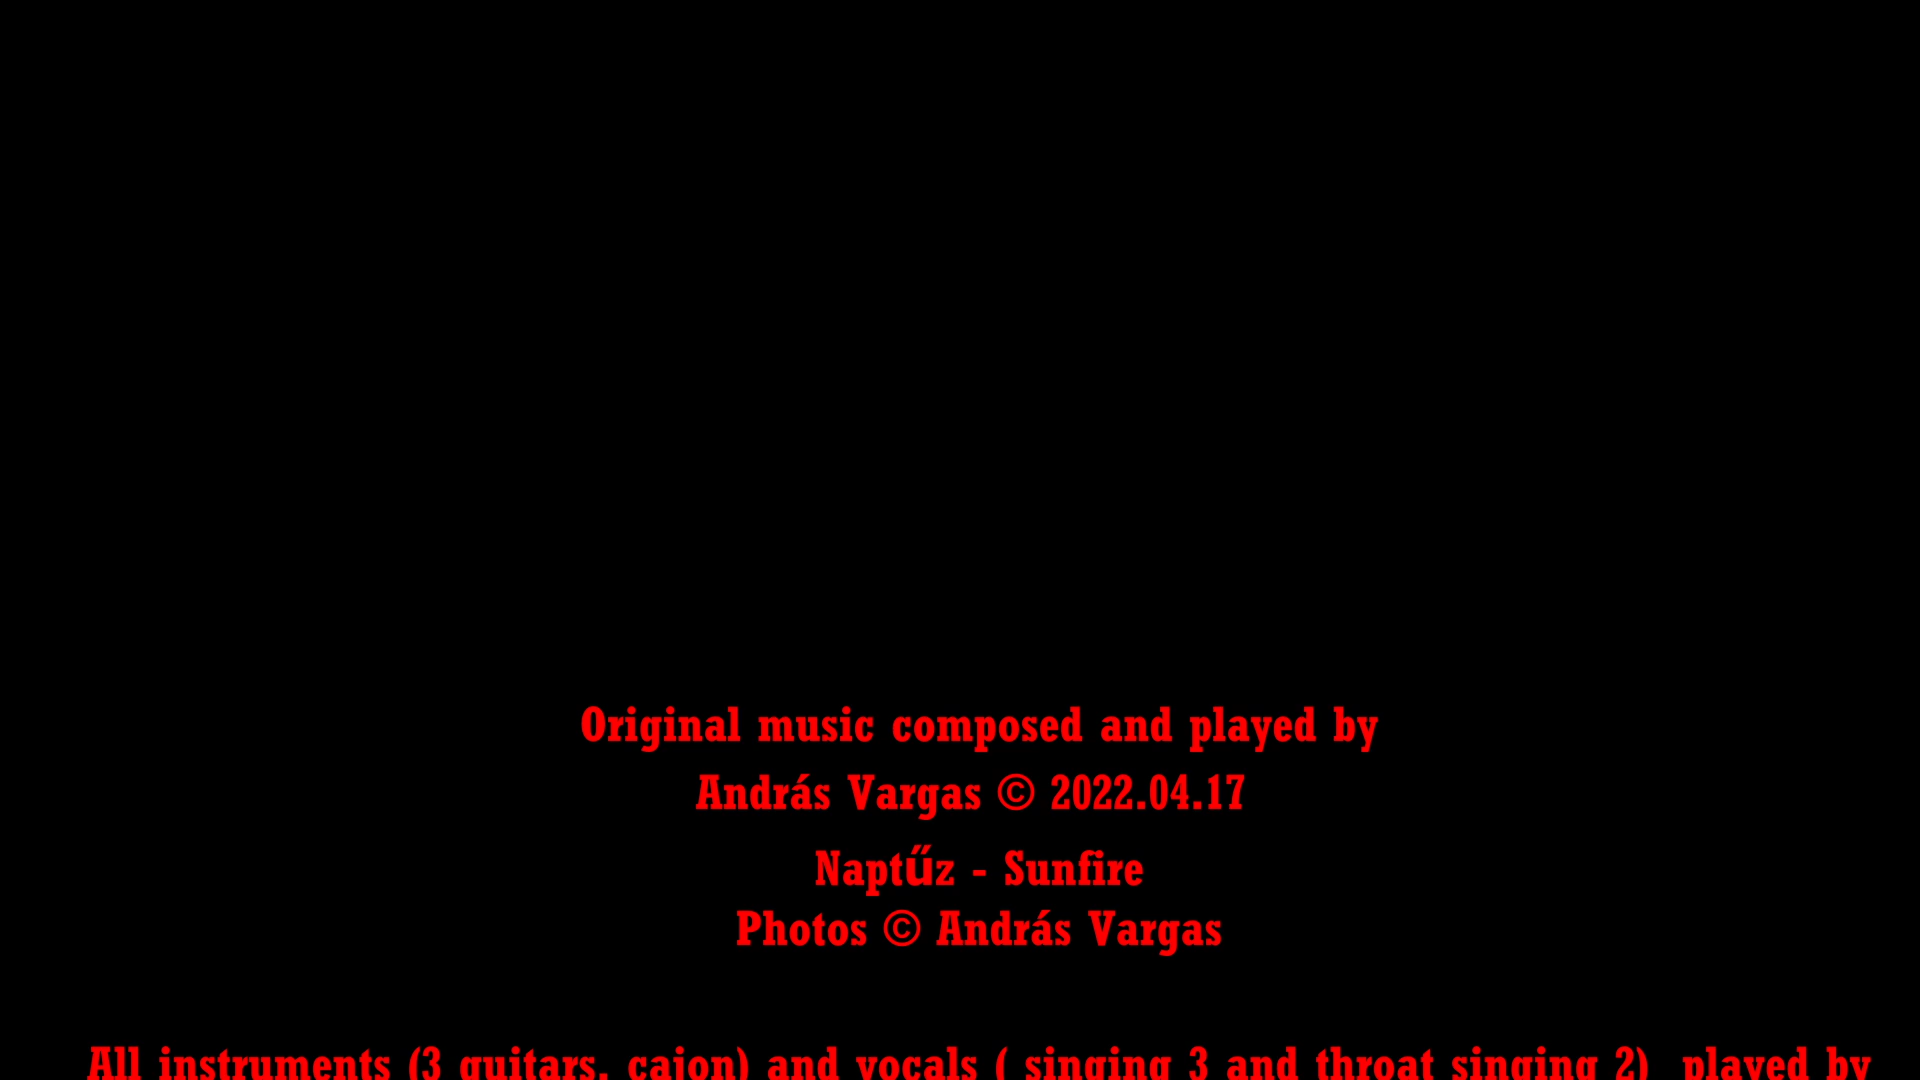 Original music composed and played by
András Vargas © 2022.04.17
Naptűz - Sunfire
Photos © András Vargas
All instruments (3 guitars, cajon) and vocals ( singing 3 and throat singing 2)  played by